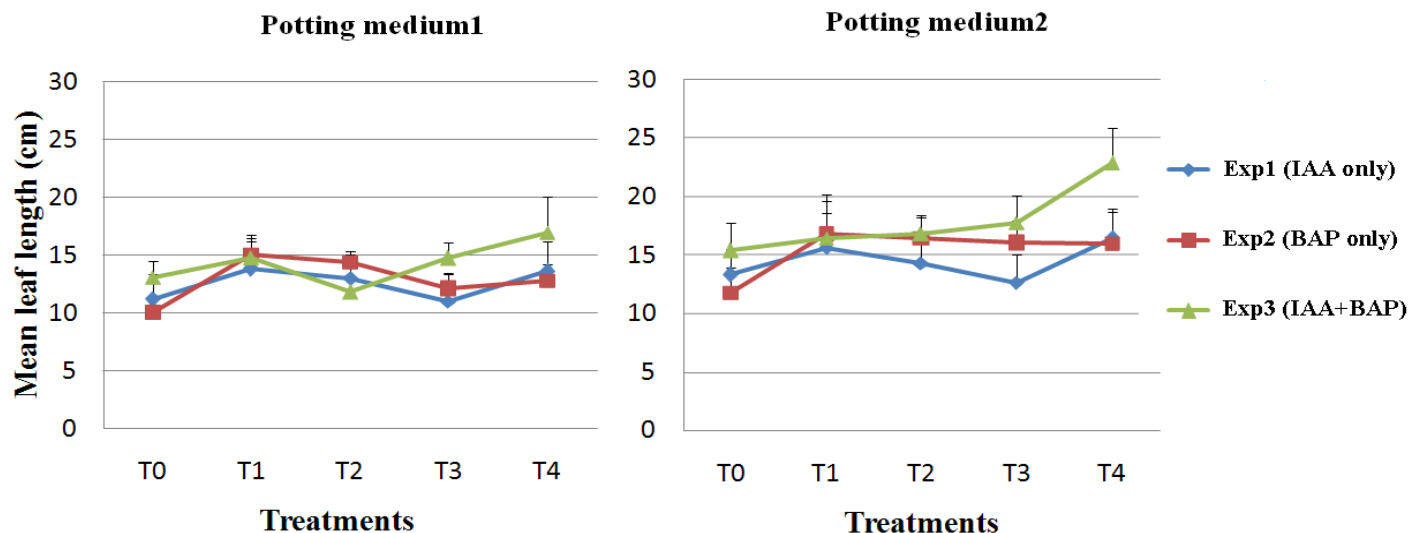 Potting medium1
Mean leaf length (cm)
30
25
20
15
10
5
0
T0 T1 T2 T3 T4
Treatments
Potting medium2
30
25
20
15
10
5
0
T0 T1 T2 T3 T4
Treatments
Exp1 (IAA only)
Exp2 (BAP only)
Exp3 (IAA+BAP)